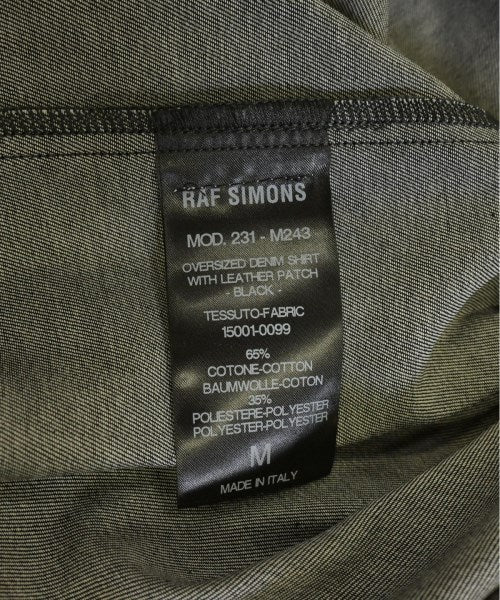 RAF SIMONS
MOD. 231 - M243
OVERSIZED DENIM SHIRT
WITH LEATHER PATCH
- BLACK -
TESSUTO-FABRIC
15001-0099
65%
COTONE-COTTON
BAUMWOLLE-COTON
35%
POLIESTERE-POLYESTER
POLYESTER-POLYESTER
M
MADE IN ITALY